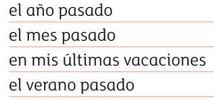 el año pasado
el mes pasado
en mis últimas vacaciones
el verano pasado